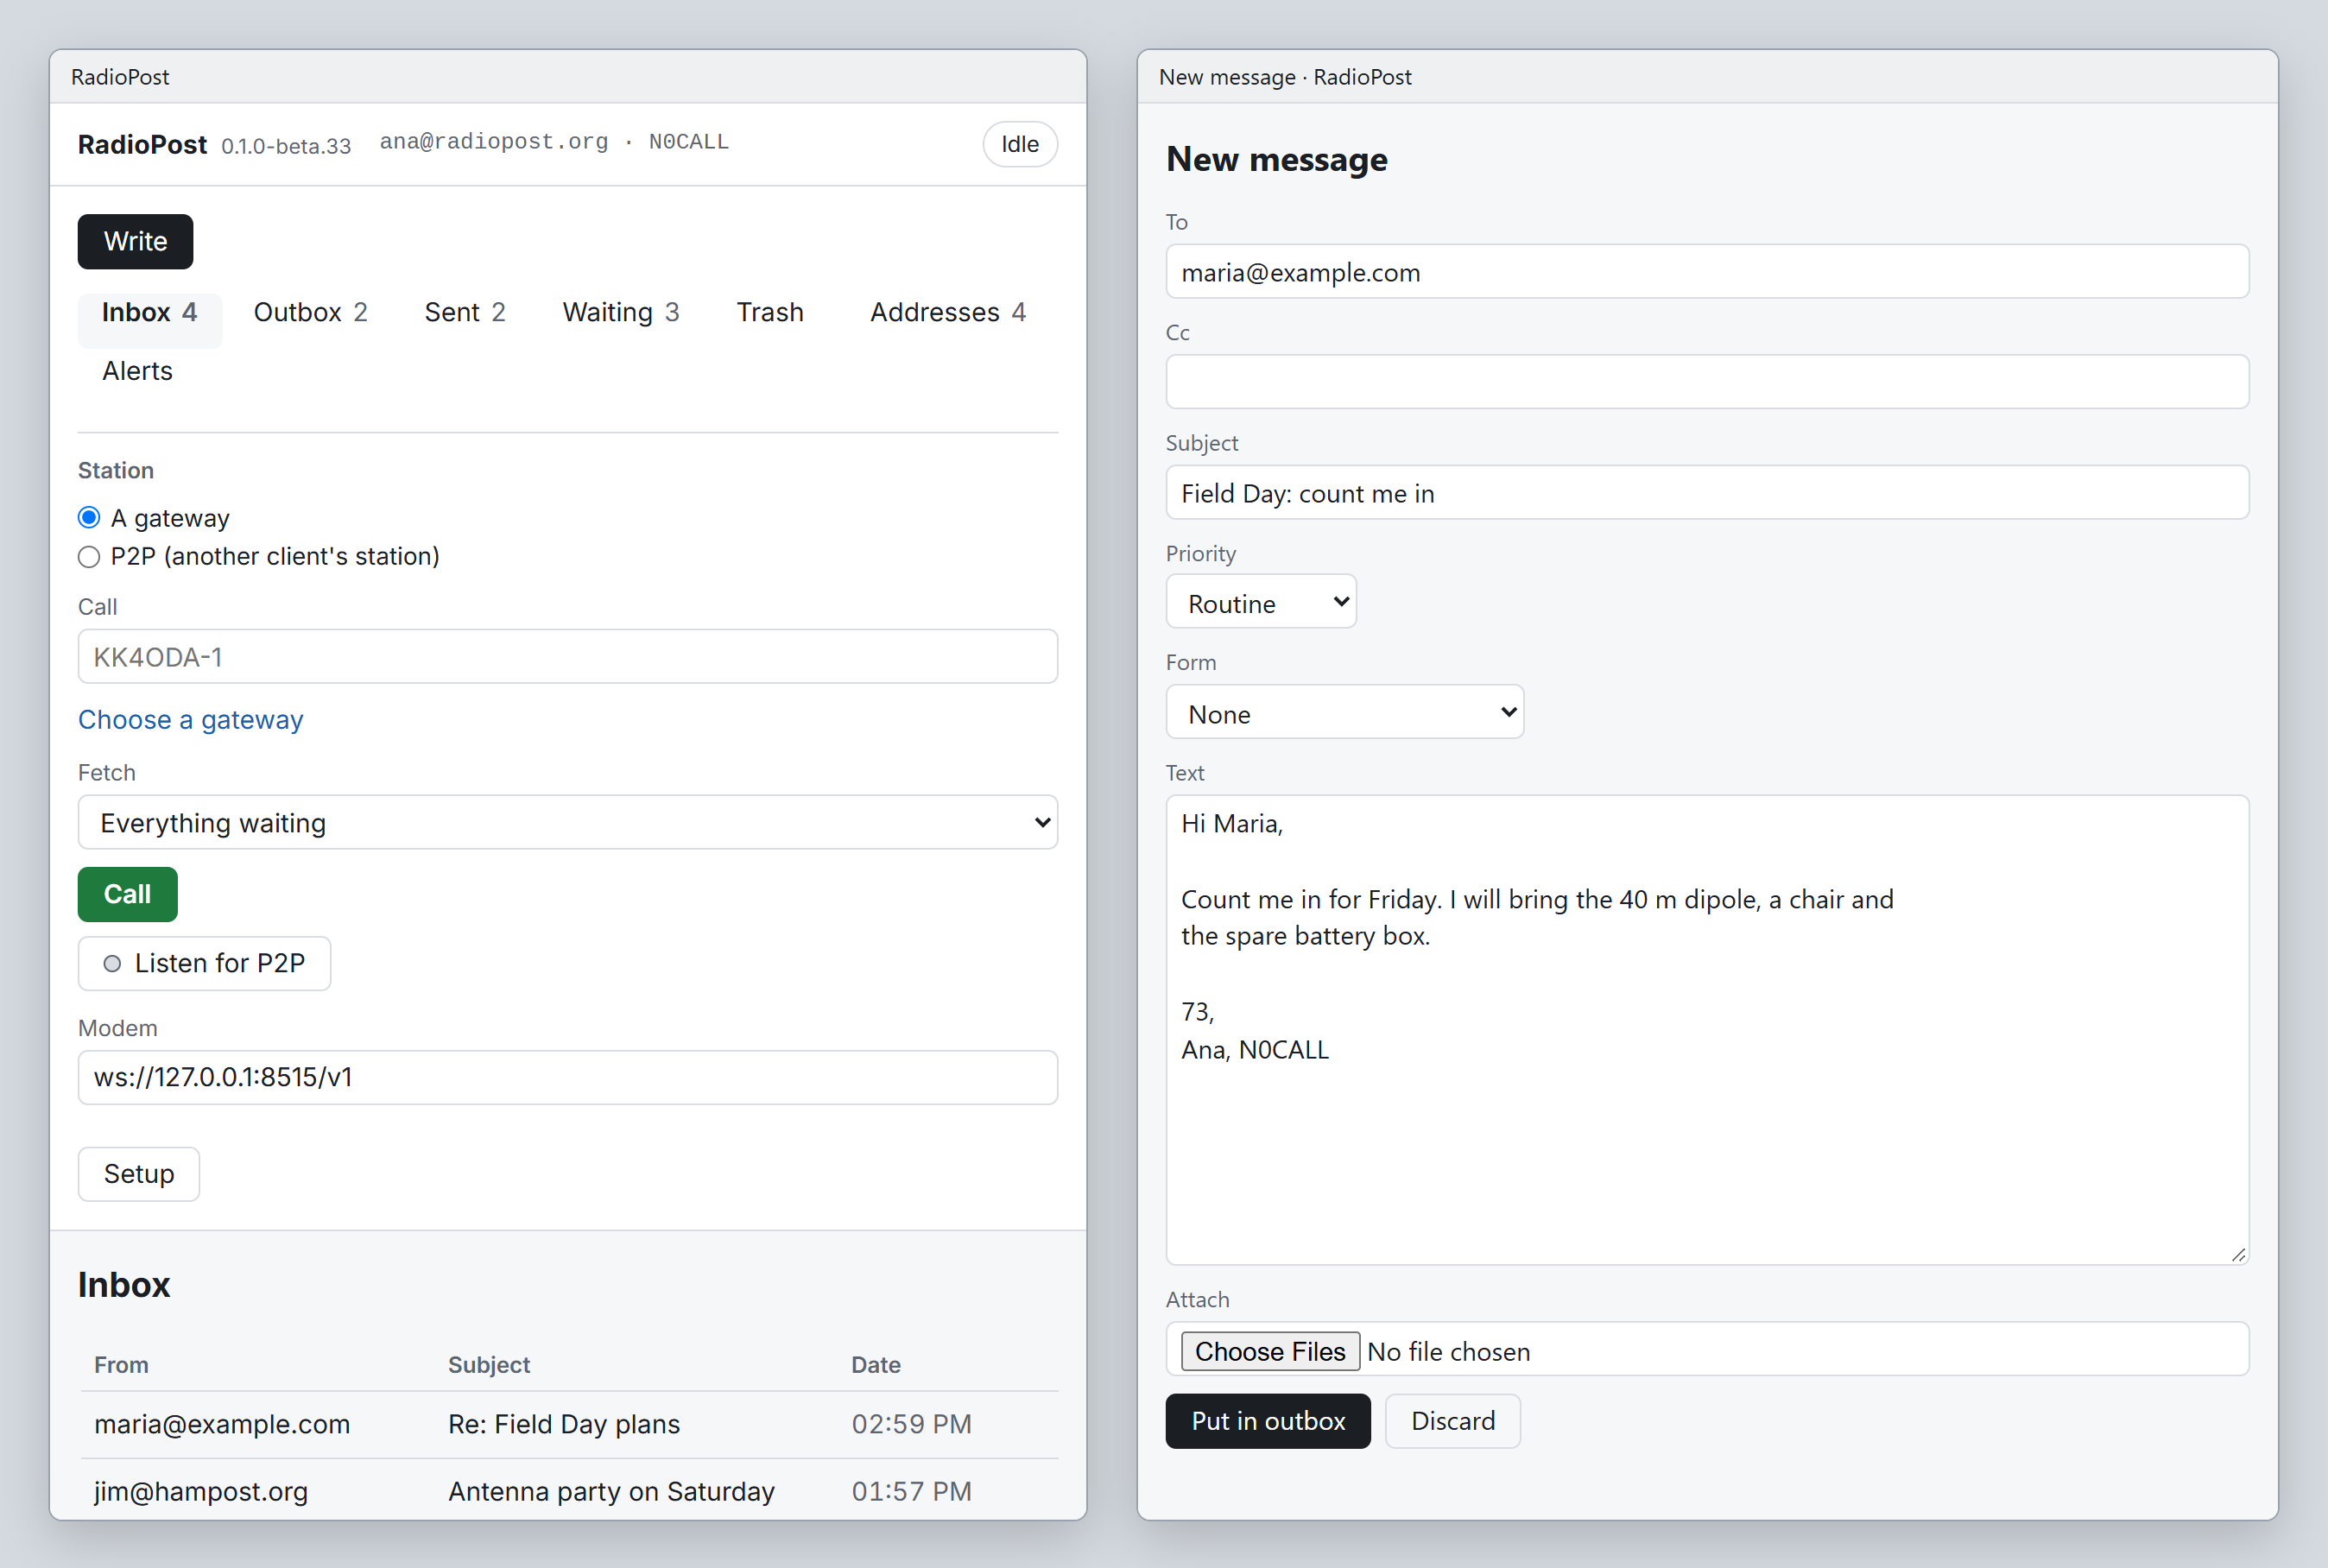 RadioPost
RadioPost 0.1.0-beta.33 ana@radiopost.org · N0CALL Idle
Write
Inbox 4 Outbox 2 Sent 2 Waiting 3 Trash Addresses 4
Alerts
Station
A gateway
P2P (another client's station)
Call
KK4ODA-1
Choose a gateway
Fetch
Everything waiting
Call
Listen for P2P
Modem
ws://127.0.0.1:8515/v1
Setup
Inbox
From Subject Date
maria@example.com Re: Field Day plans 02:59 PM
jim@hampost.org Antenna party on Saturday 01:57 PM
New message · RadioPost
New message
To
maria@example.com
Cc
Subject
Field Day: count me in
Priority
Routine
Form
None
Text
Hi Maria,
Count me in for Friday. I will bring the 40 m dipole, a chair and
the spare battery box.
73,
Ana, N0CALL
Attach
Choose Files No file chosen
Put in outbox Discard